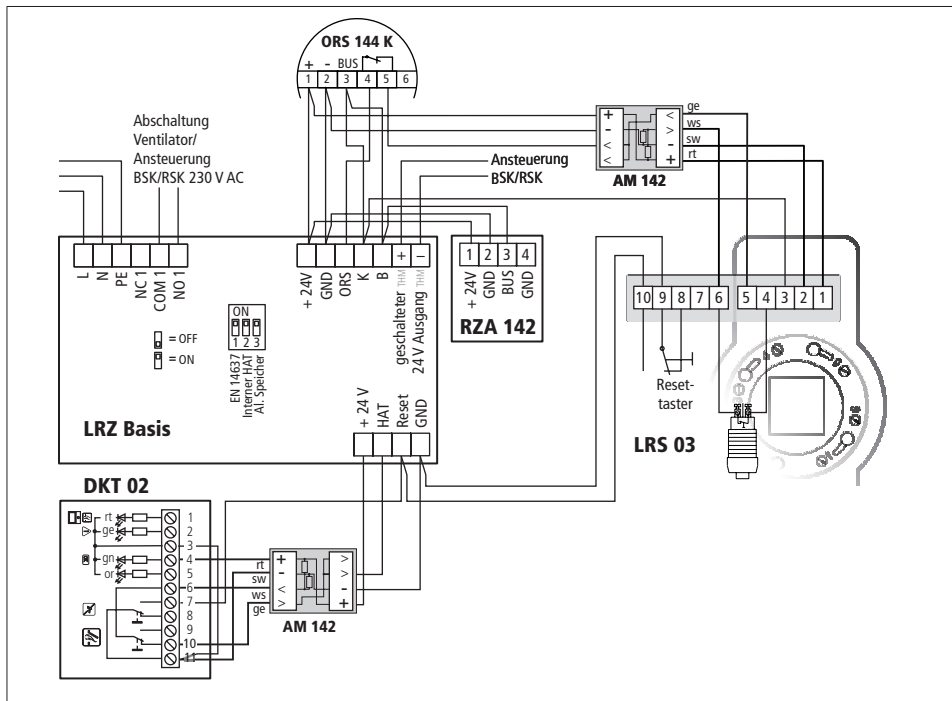 ORS 144 K
+ - BUS
1 2 3 4 5 6
Abschaltung
Ventilator/
Ansteuerung
BSK/RSK 230 V AC
Ansteuerung
BSK/RSK
+ <
- >
< -
< +
ge
ws
sw
rt
AM 142
L
N
PE
NC 1
COM 1
NO 1
+ 24V
GND
ORS
K
B
+ THM
– THM
geschalteter
24 V Ausgang
ON
1 2 3
= OFF
= ON
EN 14637
Interner HAT
Al. Speicher
LRZ Basis
+ 24 V
HAT
Reset
GND
1 2 3 4
+ 24V
GND
BUS
GND
RZA 142
10 9 8 7 6 5 4 3 2 1
Reset-
taster
LRS 03
DKT 02
rt 1
ge 2
3
gn 4
or 5
6
7
8
9
10
11
rt
sw
ws
ge
+ >
- >
< -
> +
AM 142